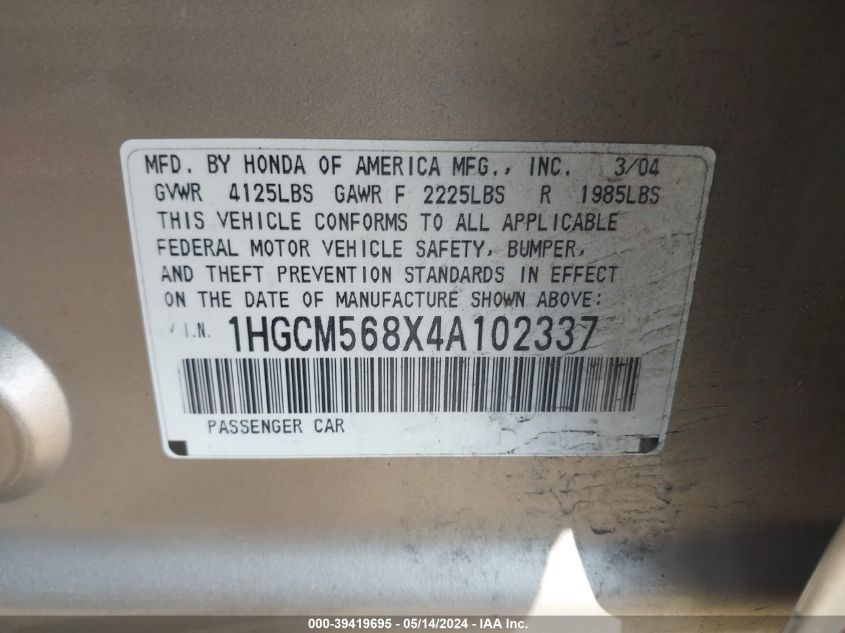 MFD. BY HONDA OF AMERICA MFG., INC. 3/04
GVWR 4125LBS GAWR F 2225LBS R 1985LBS
THIS VEHICLE CONFORMS TO ALL APPLICABLE
FEDERAL MOTOR VEHICLE SAFETY, BUMPER,
AND THEFT PREVENTION STANDARDS IN EFFECT
ON THE DATE OF MANUFACTURE SHOWN ABOVE:
V.I.N. 1HGCM568X4A102337
PASSENGER CAR
000-39419695 - 05/14/2024 - IAA Inc.